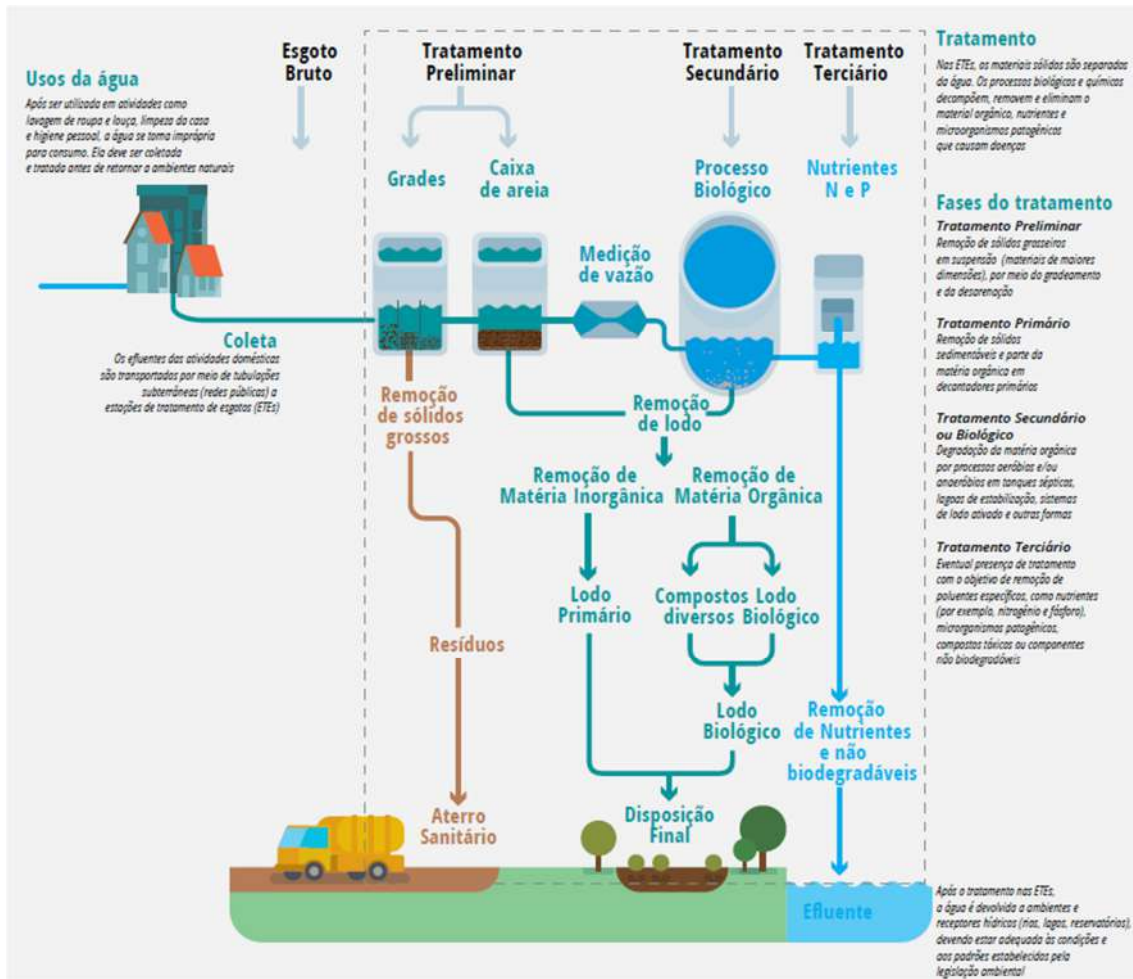 Usos da água
Após ser utilizada em atividades como
lavagem de roupa e louça, limpeza da casa
e higiene pessoal, a água se torna imprópria
para consumo. Ela deve ser coletada
e tratada antes de retornar a ambientes naturais
Coleta
Os efluentes das atividades domésticas
são transportados por meio de tubulações
subterrâneas (redes públicas) a
estações de tratamento de esgotos (ETEs)
Esgoto
Bruto
Tratamento
Preliminar
Tratamento
Secundário
Tratamento
Terciário
Grades
Caixa
de areia
Processo
Biológico
Nutrientes
N e P
Medição
de vazão
Remoção
de sólidos
grossos
Remoção
de lodo
Remoção de
Matéria Inorgânica
Remoção de
Matéria Orgânica
Lodo
Primário
Compostos
diversos
Lodo
Biológico
Resíduos
Lodo
Biológico
Remoção
de Nutrientes
e não
biodegradáveis
Aterro
Sanitário
Disposição
Final
Efluente
Tratamento
Nas ETEs, os materiais sólidos são separados
da água. Os processos biológicos e químicos
decompõem, removem e eliminam o
material orgânico, nutrientes e
microorganismos patogênicos
que causam doenças
Fases do tratamento
Tratamento Preliminar
Remoção de sólidos grosseiros
em suspensão (materiais de maiores
dimensões), por meio do gradeamento
e da desarenação
Tratamento Primário
Remoção de sólidos
sedimentáveis e parte da
matéria orgânica em
decantadores primários
Tratamento Secundário
ou Biológico
Degradação da matéria orgânica
por processos aeróbios e/ou
anaeróbios em tanques sépticos,
lagoas de estabilização, sistemas
de lodo ativado e outras formas
Tratamento Terciário
Eventual presença de tratamento
com o objetivo de remoção de
poluentes específicos, como nutrientes
(por exemplo, nitrogênio e fósforo),
microrganismos patogênicos,
compostos tóxicos ou componentes
não biodegradáveis
Após o tratamento nas ETEs,
a água é devolvida a ambientes e
receptores hídricos (rios, lagos, reservatórios),
devendo estar adequada às condições e
aos padrões estabelecidos pela
legislação ambiental